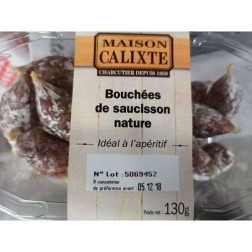 MAISON
CALIXTE
CHARCUTIER DEPUIS 1909
Bouchées
de saucisson
nature
Idéal à l'apéritif
N° Lot : 5069452
A consommer
de préférence avant : 05.12.18
Poids net : 130g